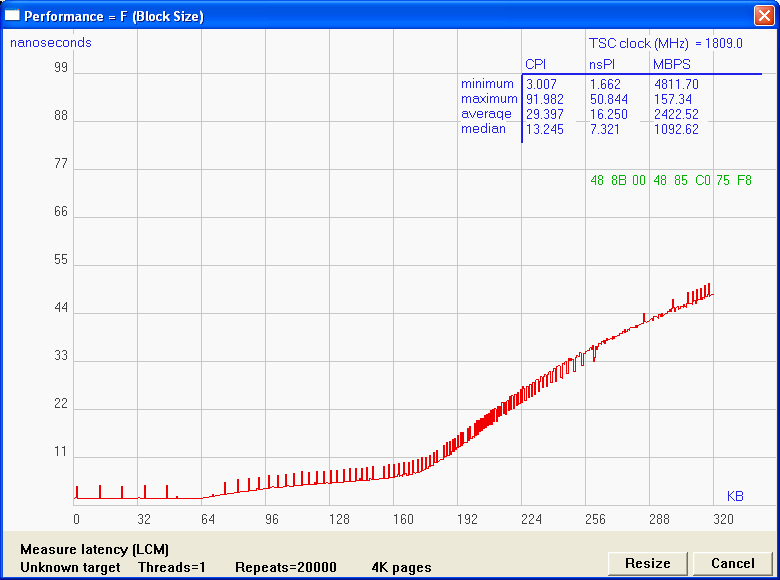 Performance = F (Block Size)
nanoseconds
TSC clock (MHz) = 1809.0
CPI nsPI MBPS
minimum 3.007 1.662 4811.70
maximum 91.982 50.844 157.34
average 29.397 16.250 2422.52
median 13.245 7.321 1092.62
48 8B 00 48 85 C0 75 F8
99
88
77
66
55
44
33
22
11
KB
0 32 64 96 128 160 192 224 256 288 320
Measure latency (LCM)
Unknown target Threads=1 Repeats=20000 4K pages
Resize Cancel